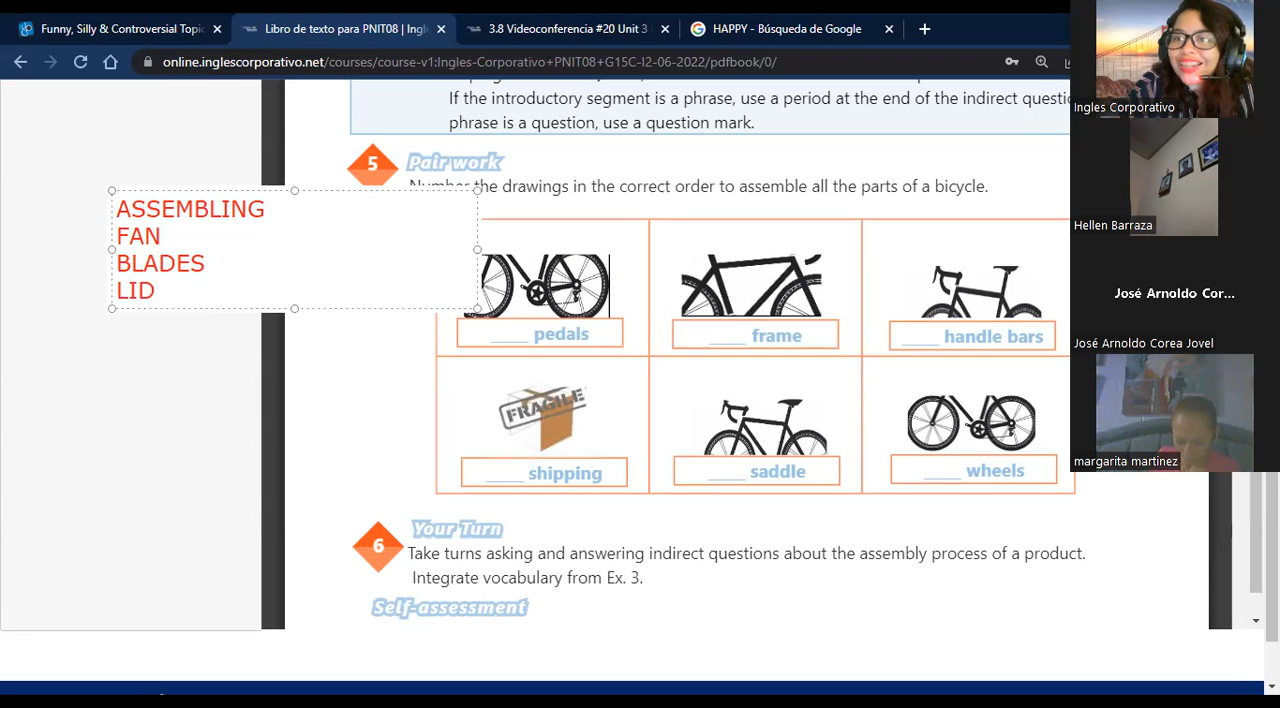 Funny, Silly & Controversial Topic
Libro de texto para PNIT08 | Ingl
3.8 Videoconferencia #20 Unit 3
HAPPY - Búsqueda de Google
online.inglescorporativo.net/courses/course-v1:Ingles-Corporativo+PNIT08+G15C-I2-06-2022/pdfbook/0/
Ingles Corporativo
If the introductory segment is a phrase, use a period at the end of the indirect questi
phrase is a question, use a question mark.
5 Pair work
Number the drawings in the correct order to assemble all the parts of a bicycle.
ASSEMBLING
FAN
BLADES
LID
Hellen Barraza
José Arnoldo Cor...
José Arnoldo Corea Jovel
margarita martinez
____ pedals
____ frame
____ handle bars
FRAGILE
____ shipping
____ saddle
____ wheels
6 Your Turn
Take turns asking and answering indirect questions about the assembly process of a product.
Integrate vocabulary from Ex. 3.
Self-assessment